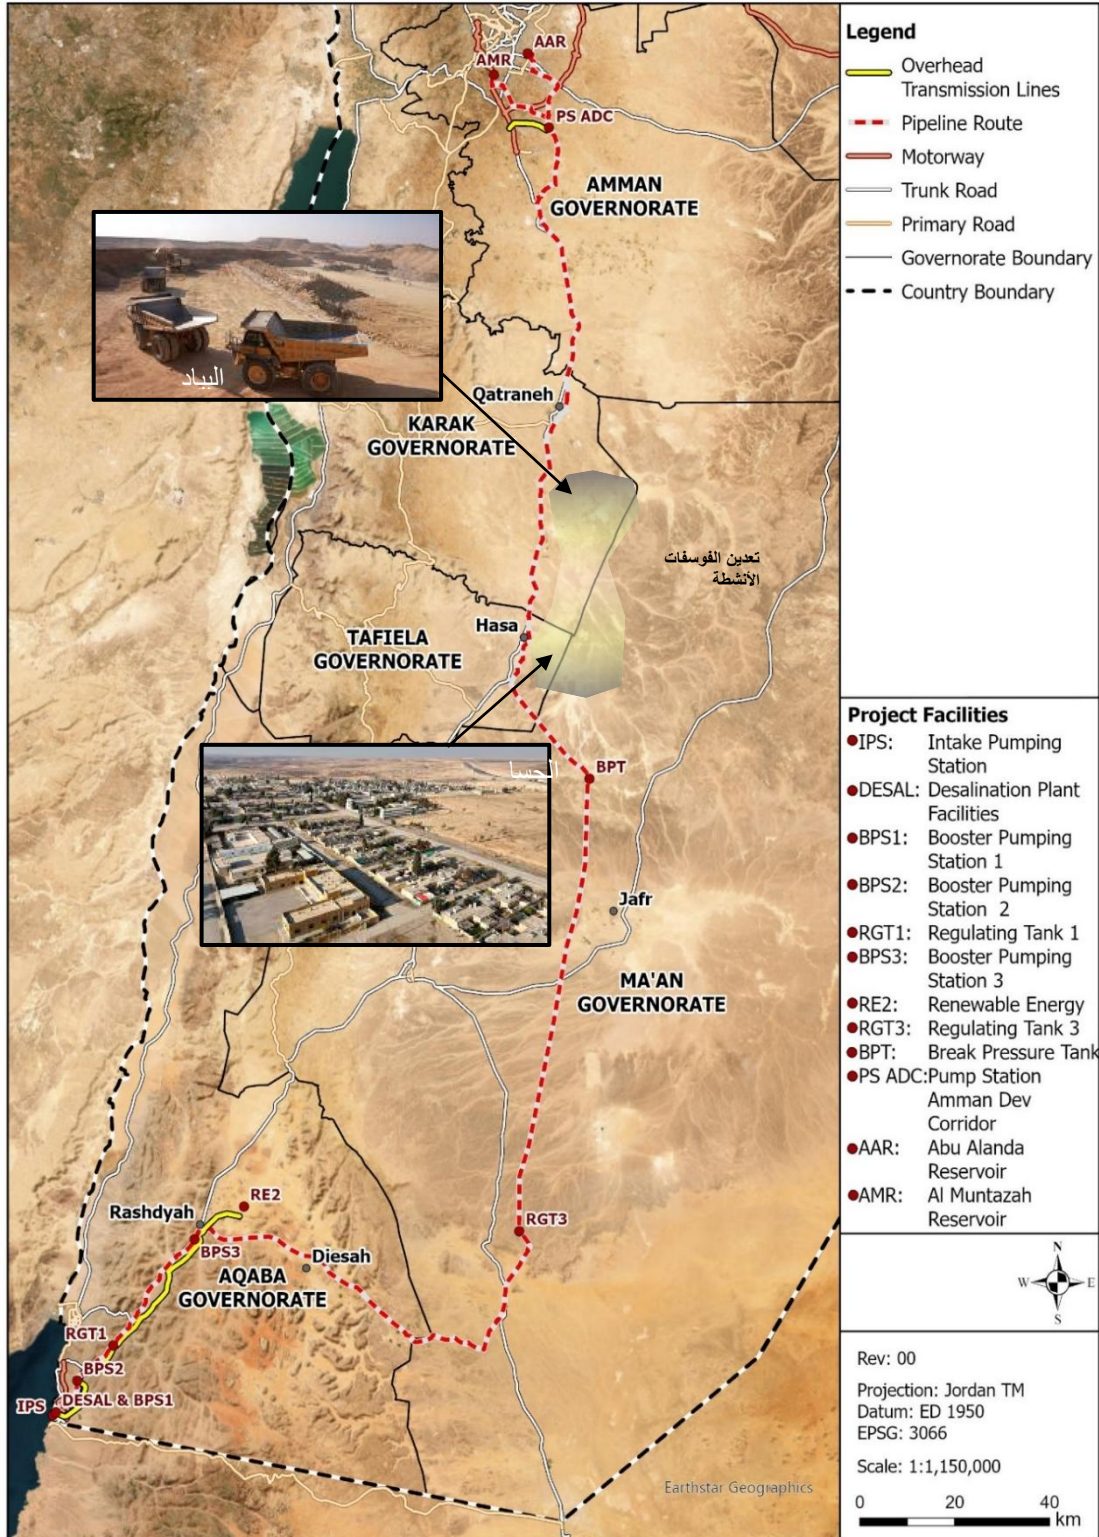 AAR
AMR
PS ADC
AMMAN
GOVERNORATE
البياد
Qatraneh
KARAK
GOVERNORATE
تعدين الفوسفات
الأنشطة
Hasa
TAFIELA
GOVERNORATE
الحسا
BPT
Jafr
MA'AN
GOVERNORATE
RE2
Rashdyah
BPS3
RGT3
Diesah
AQABA
GOVERNORATE
RGT1
BPS2
DESAL & BPS1
IPS
Earthstar Geographics
Legend
Overhead
Transmission Lines
Pipeline Route
Motorway
Trunk Road
Primary Road
Governorate Boundary
Country Boundary
Project Facilities
IPS: Intake Pumping
Station
DESAL: Desalination Plant
Facilities
BPS1: Booster Pumping
Station 1
BPS2: Booster Pumping
Station 2
RGT1: Regulating Tank 1
BPS3: Booster Pumping
Station 3
RE2: Renewable Energy
RGT3: Regulating Tank 3
BPT: Break Pressure Tank
PS ADC: Pump Station
Amman Dev
Corridor
AAR: Abu Alanda
Reservoir
AMR: Al Muntazah
Reservoir
N
W E
S
Rev: 00
Projection: Jordan TM
Datum: ED 1950
EPSG: 3066
Scale: 1:1,150,000
0 20 40
km